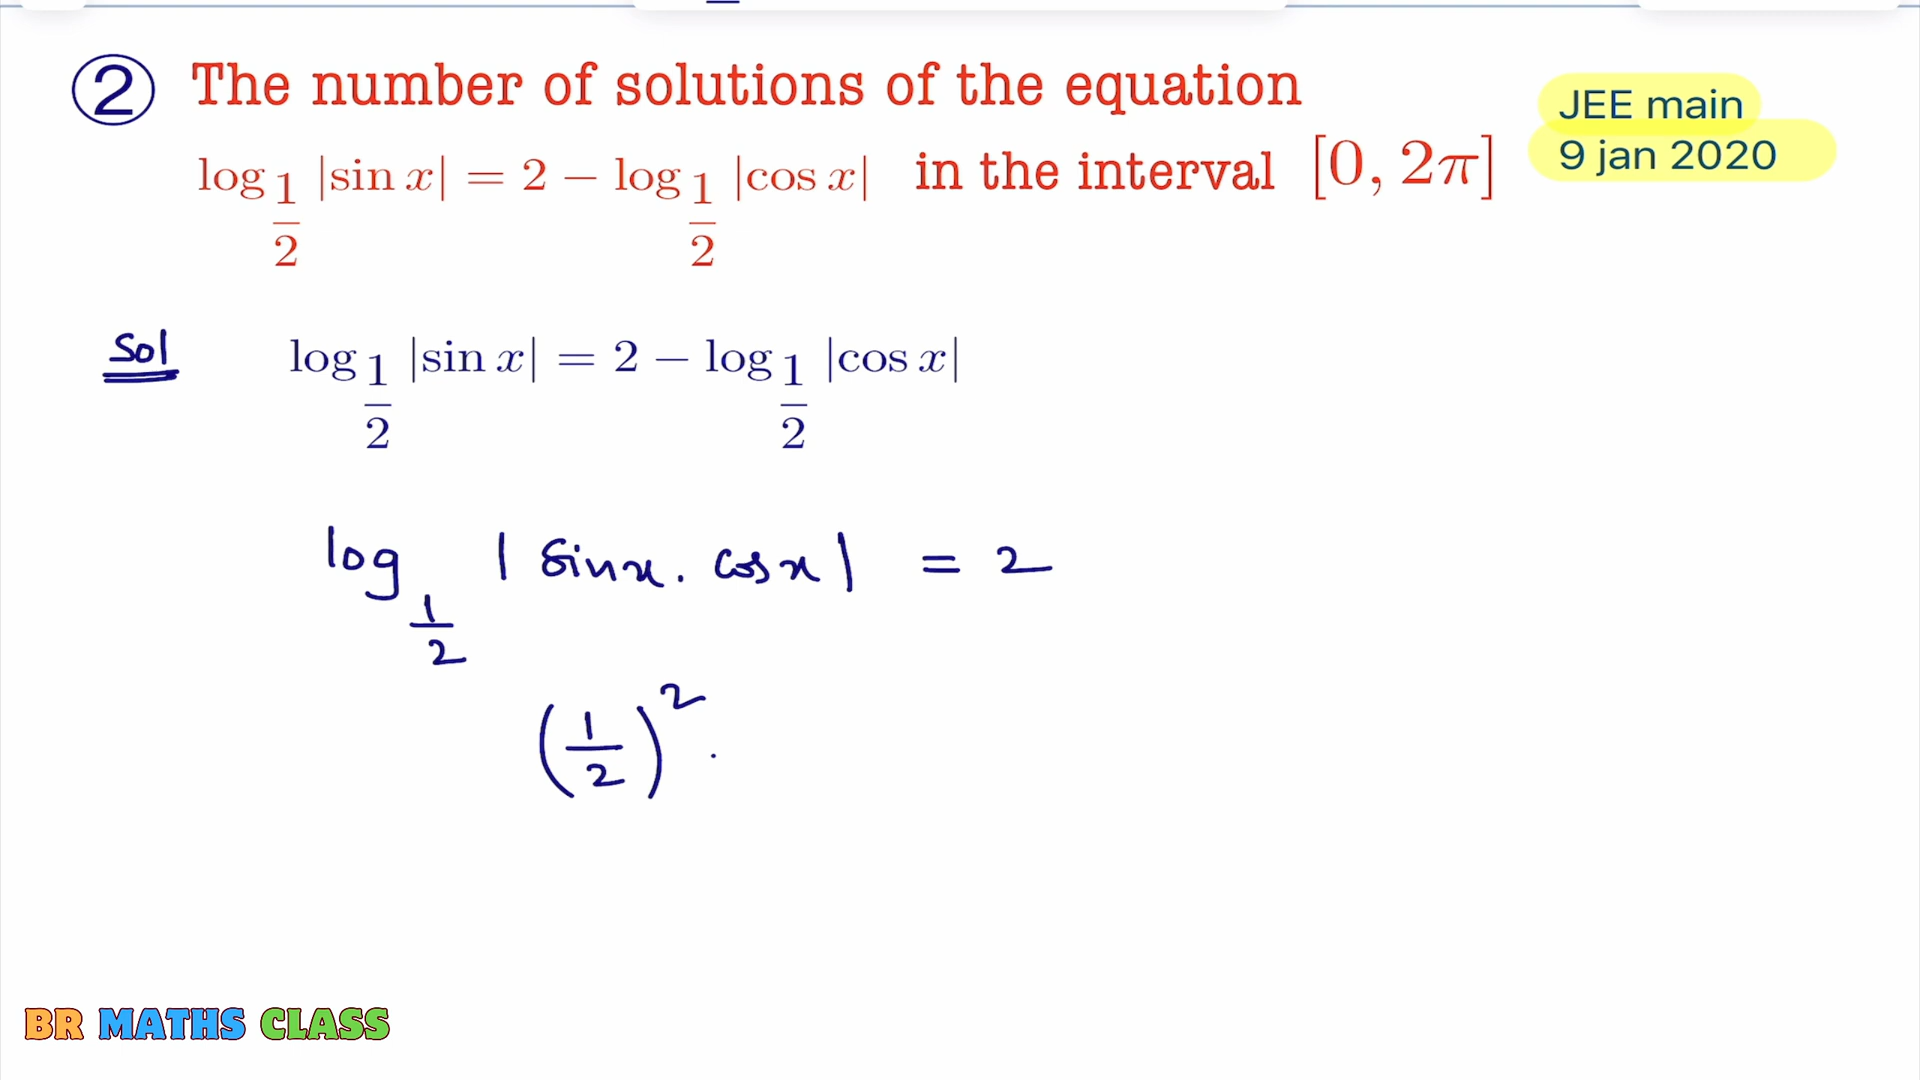 ② The number of solutions of the equation
log_{1/2} |sin x| = 2 − log_{1/2} |cos x| in the interval [0, 2π]
JEE main
9 jan 2020
Sol log_{1/2} |sin x| = 2 − log_{1/2} |cos x|
log_{1/2} | sinx . cosx | = 2
(1/2)^2 .
BR MATHS CLASS